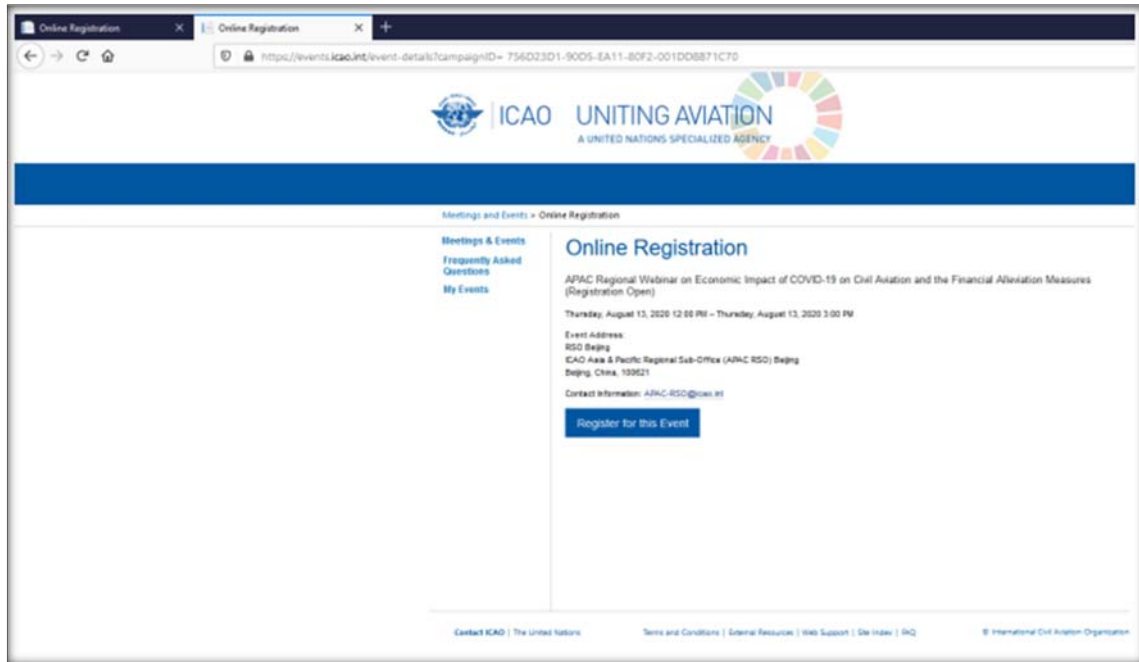 Online Registration
Online Registration
https://events.icao.int/event-details?campaignID= 756D23D1-90D5-EA11-80F2-001DD8B71C70
ICAO
UNITING AVIATION
A UNITED NATIONS SPECIALIZED AGENCY
Meetings and Events > Online Registration
Meetings & Events
Frequently Asked
Questions
My Events
Online Registration
APAC Regional Webinar on Economic Impact of COVID-19 on Civil Aviation and the Financial Alleviation Measures
(Registration Open)
Thursday, August 13, 2020 12:00 PM – Thursday, August 13, 2020 3:00 PM
Event Address:
RSO Beijing
ICAO Asia & Pacific Regional Sub-Office (APAC RSO) Beijing
Beijing, China, 100621
Contact Information: APAC-RSO@icao.int
Register for this Event
Contact ICAO | The United Nations
Terms and Conditions | External Resources | Web Support | Site Index | FAQ
© International Civil Aviation Organization